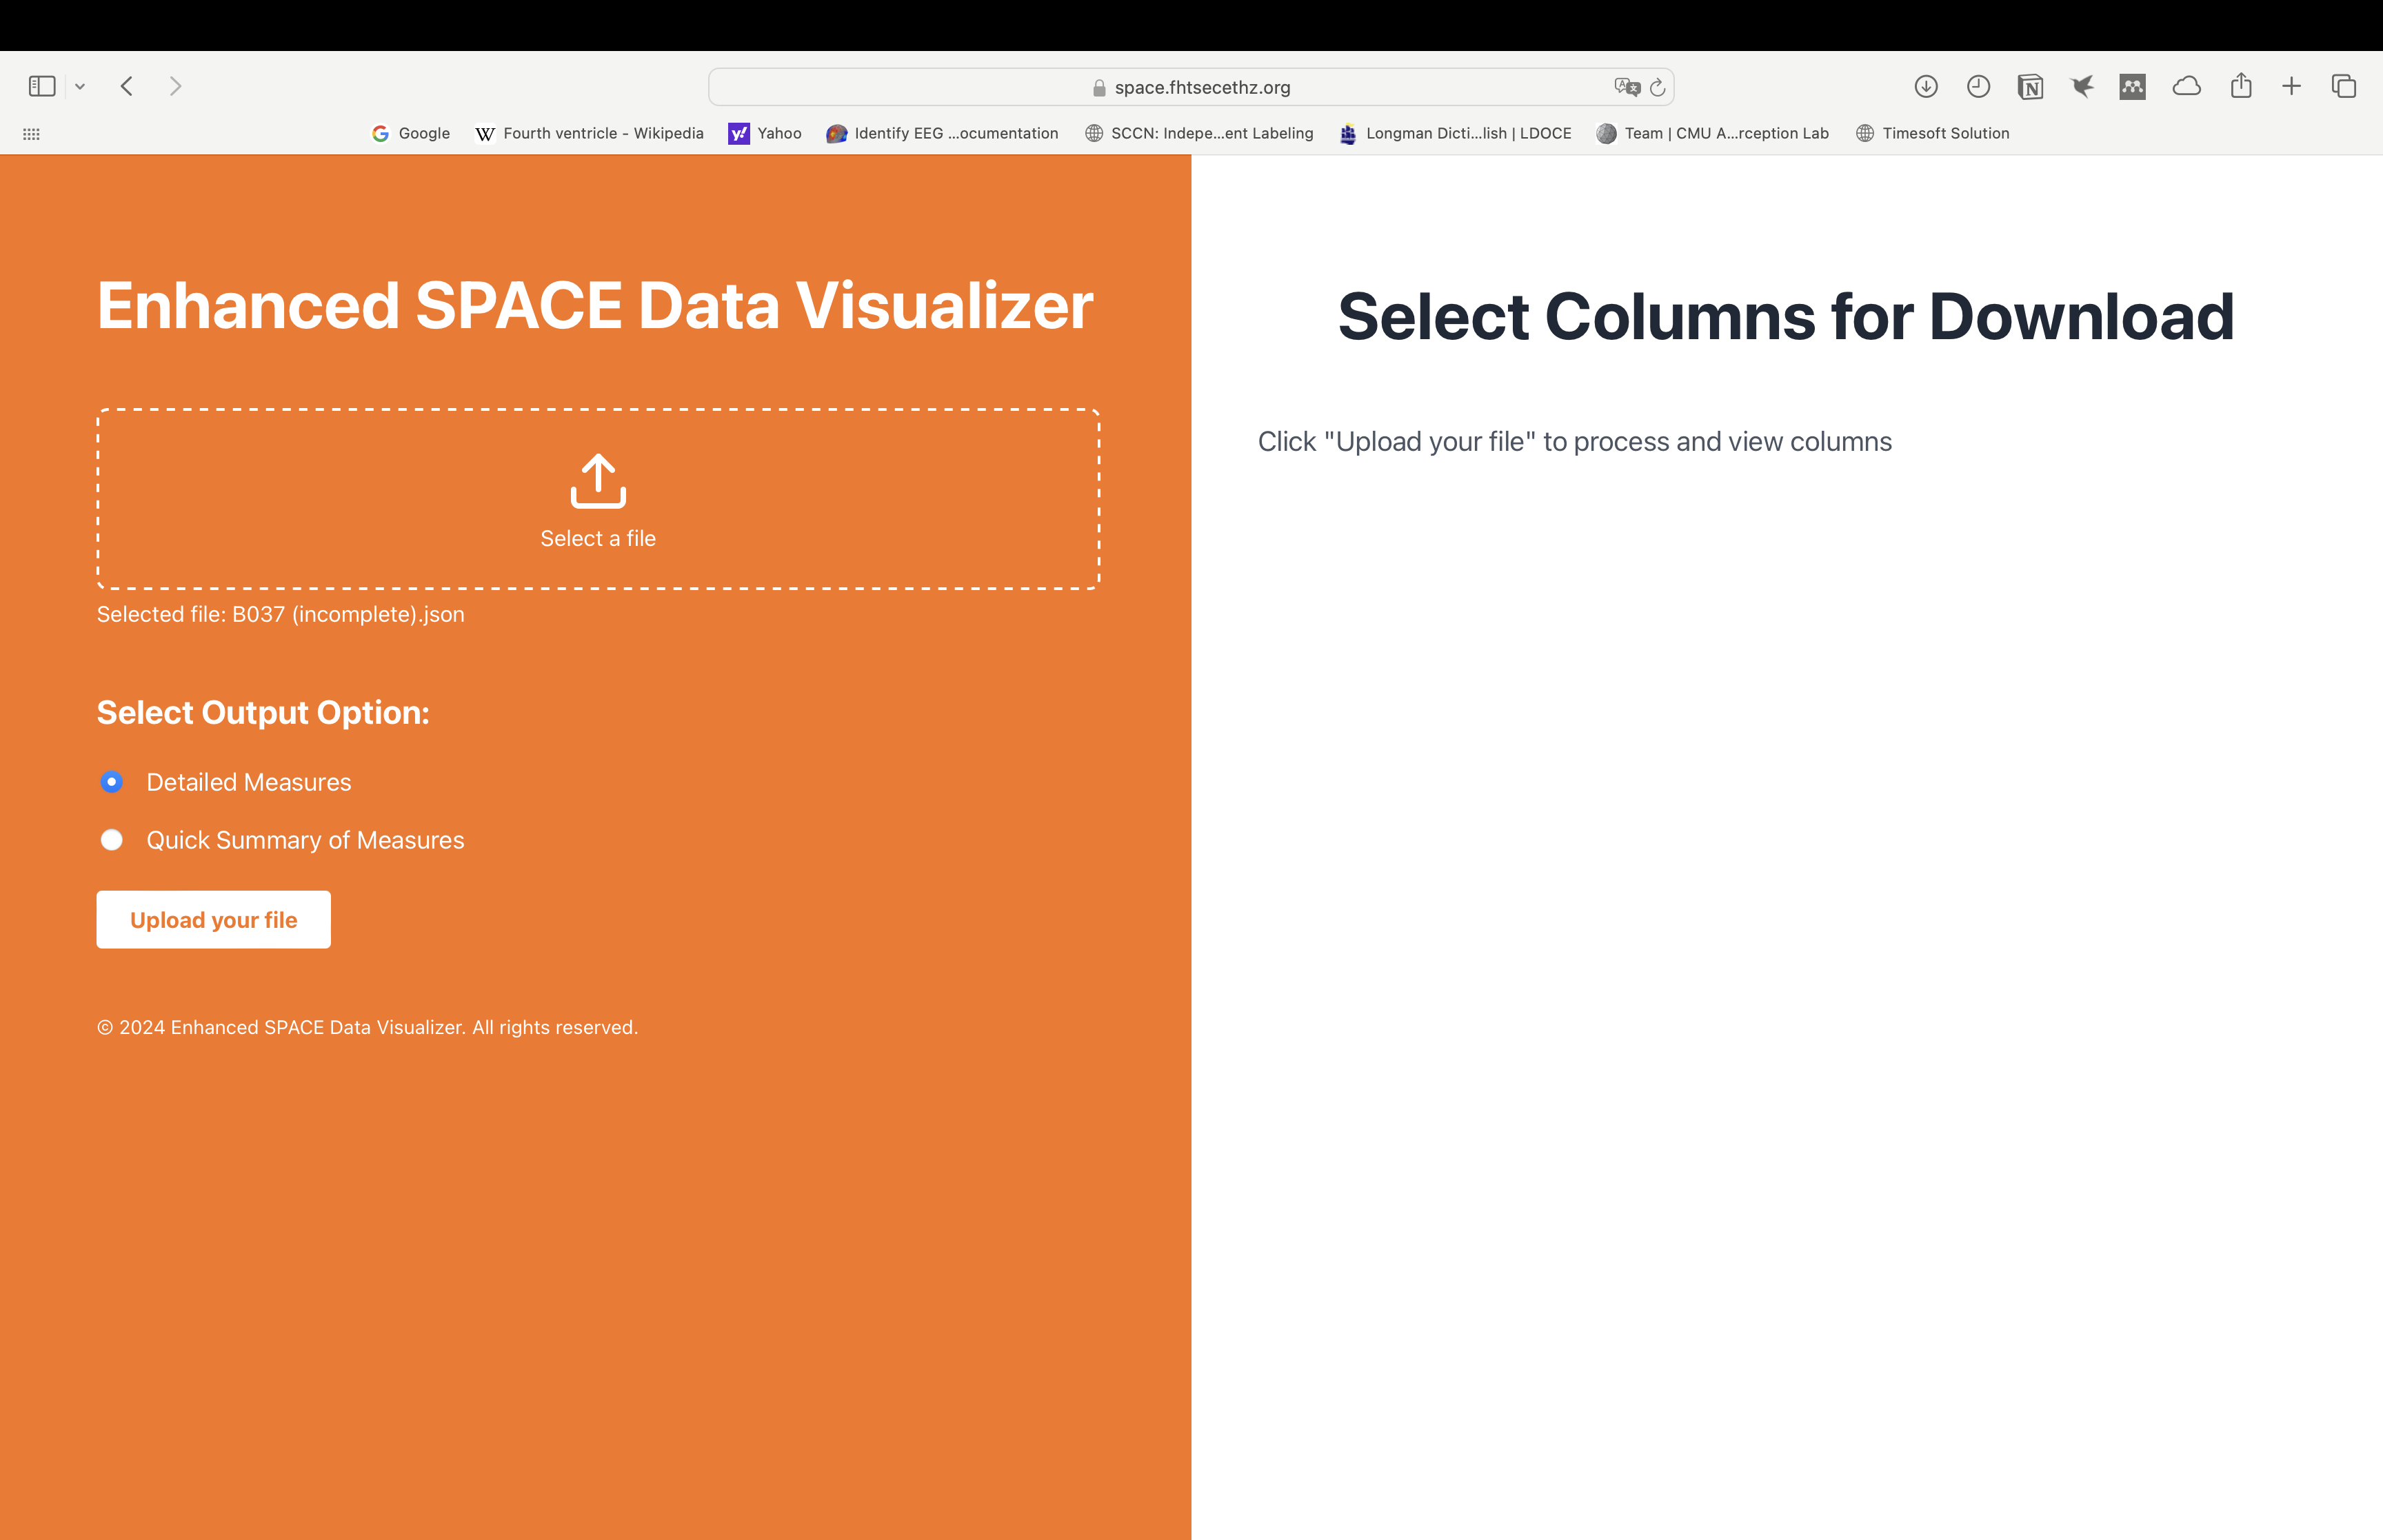 space.fhtsecethz.org
Google
W Fourth ventricle - Wikipedia
y! Yahoo
Identify EEG ...ocumentation
SCCN: Indepe...ent Labeling
Longman Dicti...lish | LDOCE
Team | CMU A...rception Lab
Timesoft Solution
Enhanced SPACE Data Visualizer
Select a file
Selected file: B037 (incomplete).json
Select Output Option:
Detailed Measures
Quick Summary of Measures
Upload your file
© 2024 Enhanced SPACE Data Visualizer. All rights reserved.
Select Columns for Download
Click "Upload your file" to process and view columns